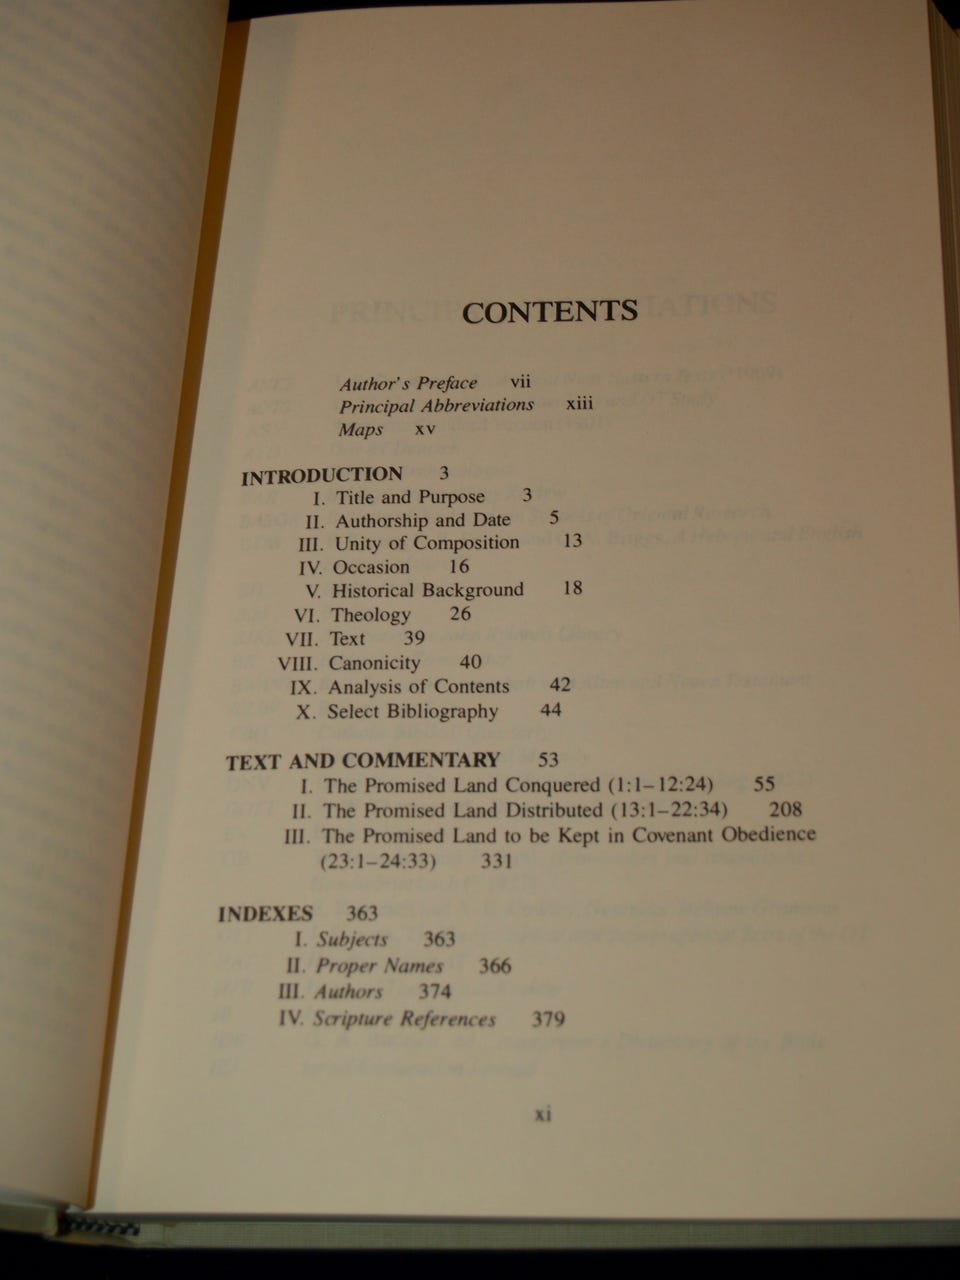 CONTENTS
Author's Preface vii
Principal Abbreviations xiii
Maps xv
INTRODUCTION 3
I. Title and Purpose 3
II. Authorship and Date 5
III. Unity of Composition 13
IV. Occasion 16
V. Historical Background 18
VI. Theology 26
VII. Text 39
VIII. Canonicity 40
IX. Analysis of Contents 42
X. Select Bibliography 44
TEXT AND COMMENTARY 53
I. The Promised Land Conquered (1:1–12:24) 55
II. The Promised Land Distributed (13:1–22:34) 208
III. The Promised Land to be Kept in Covenant Obedience
(23:1–24:33) 331
INDEXES 363
I. Subjects 363
II. Proper Names 366
III. Authors 374
IV. Scripture References 379
xi